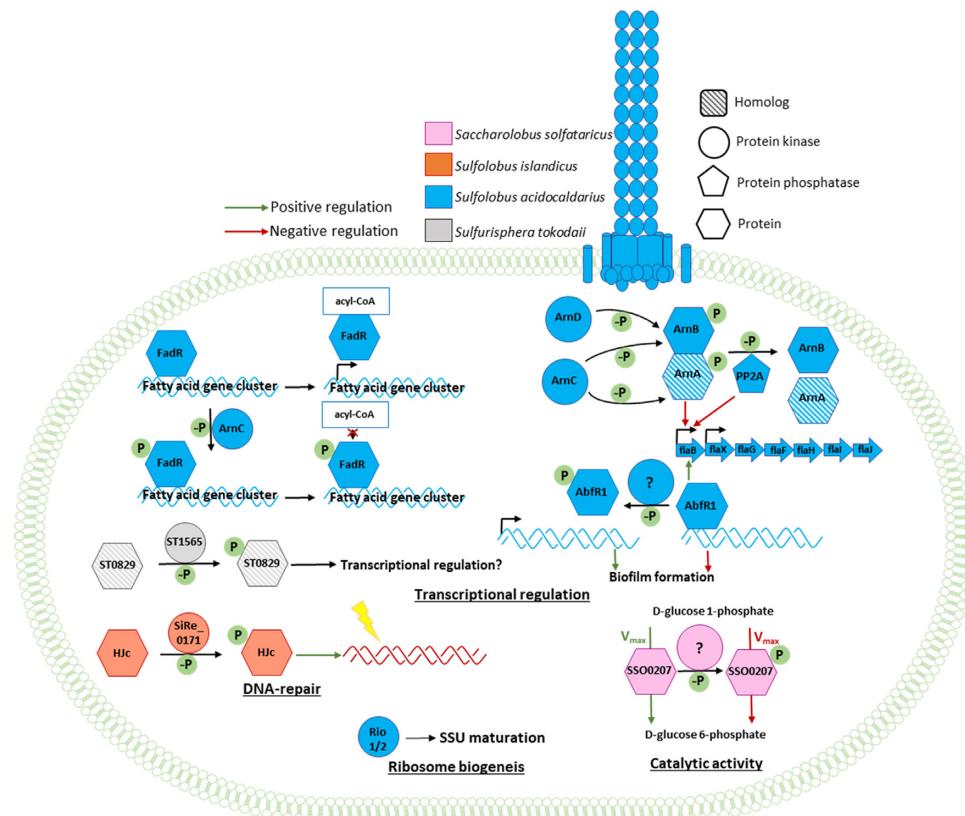 Saccharolobus solfataricus
Sulfolobus islandicus
Sulfolobus acidocaldarius
Sulfurisphera tokodaii
Positive regulation
Negative regulation
Homolog
Protein kinase
Protein phosphatase
Protein
acyl-CoA
FadR
Fatty acid gene cluster
FadR
Fatty acid gene cluster
-P
ArnC
acyl-CoA
P
FadR
Fatty acid gene cluster
P
FadR
Fatty acid gene cluster
ArnD
-P
ArnC
-P
-P
ArnB
P
ArnA
P
-P
PP2A
ArnB
ArnA
flaB
flaX
flaG
flaF
flaH
flaI
flaJ
P
AbfR1
?
-P
AbfR1
Biofilm formation
ST0829
ST1565
-P
P
ST0829
Transcriptional regulation?
Transcriptional regulation
HJc
SiRe_
0171
-P
P
HJc
DNA-repair
Rio
1/2
SSU maturation
Ribosome biogeneis
D-glucose 1-phosphate
Vmax
?
Vmax
SSO0207
-P
SSO0207
P
D-glucose 6-phosphate
Catalytic activity